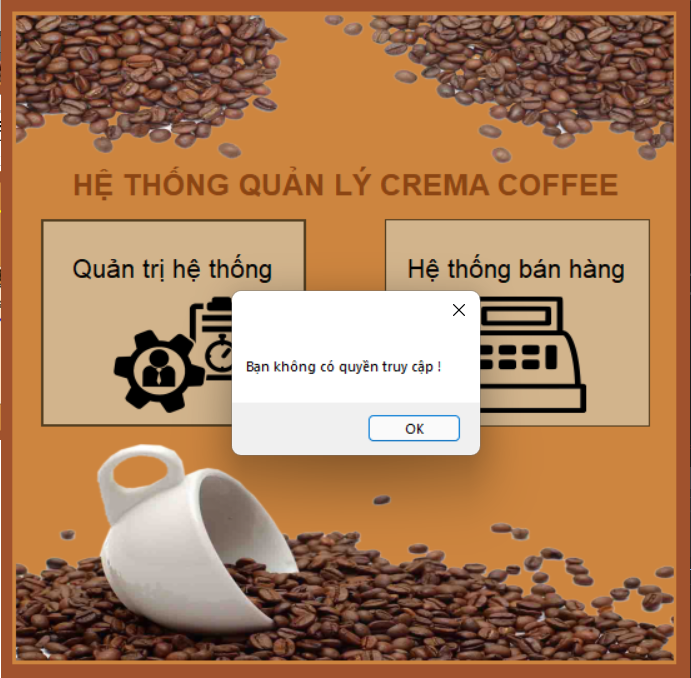 HỆ THỐNG QUẢN LÝ CREMA COFFEE
Quản trị hệ thống
Hệ thống bán hàng
Bạn không có quyền truy cập !
OK